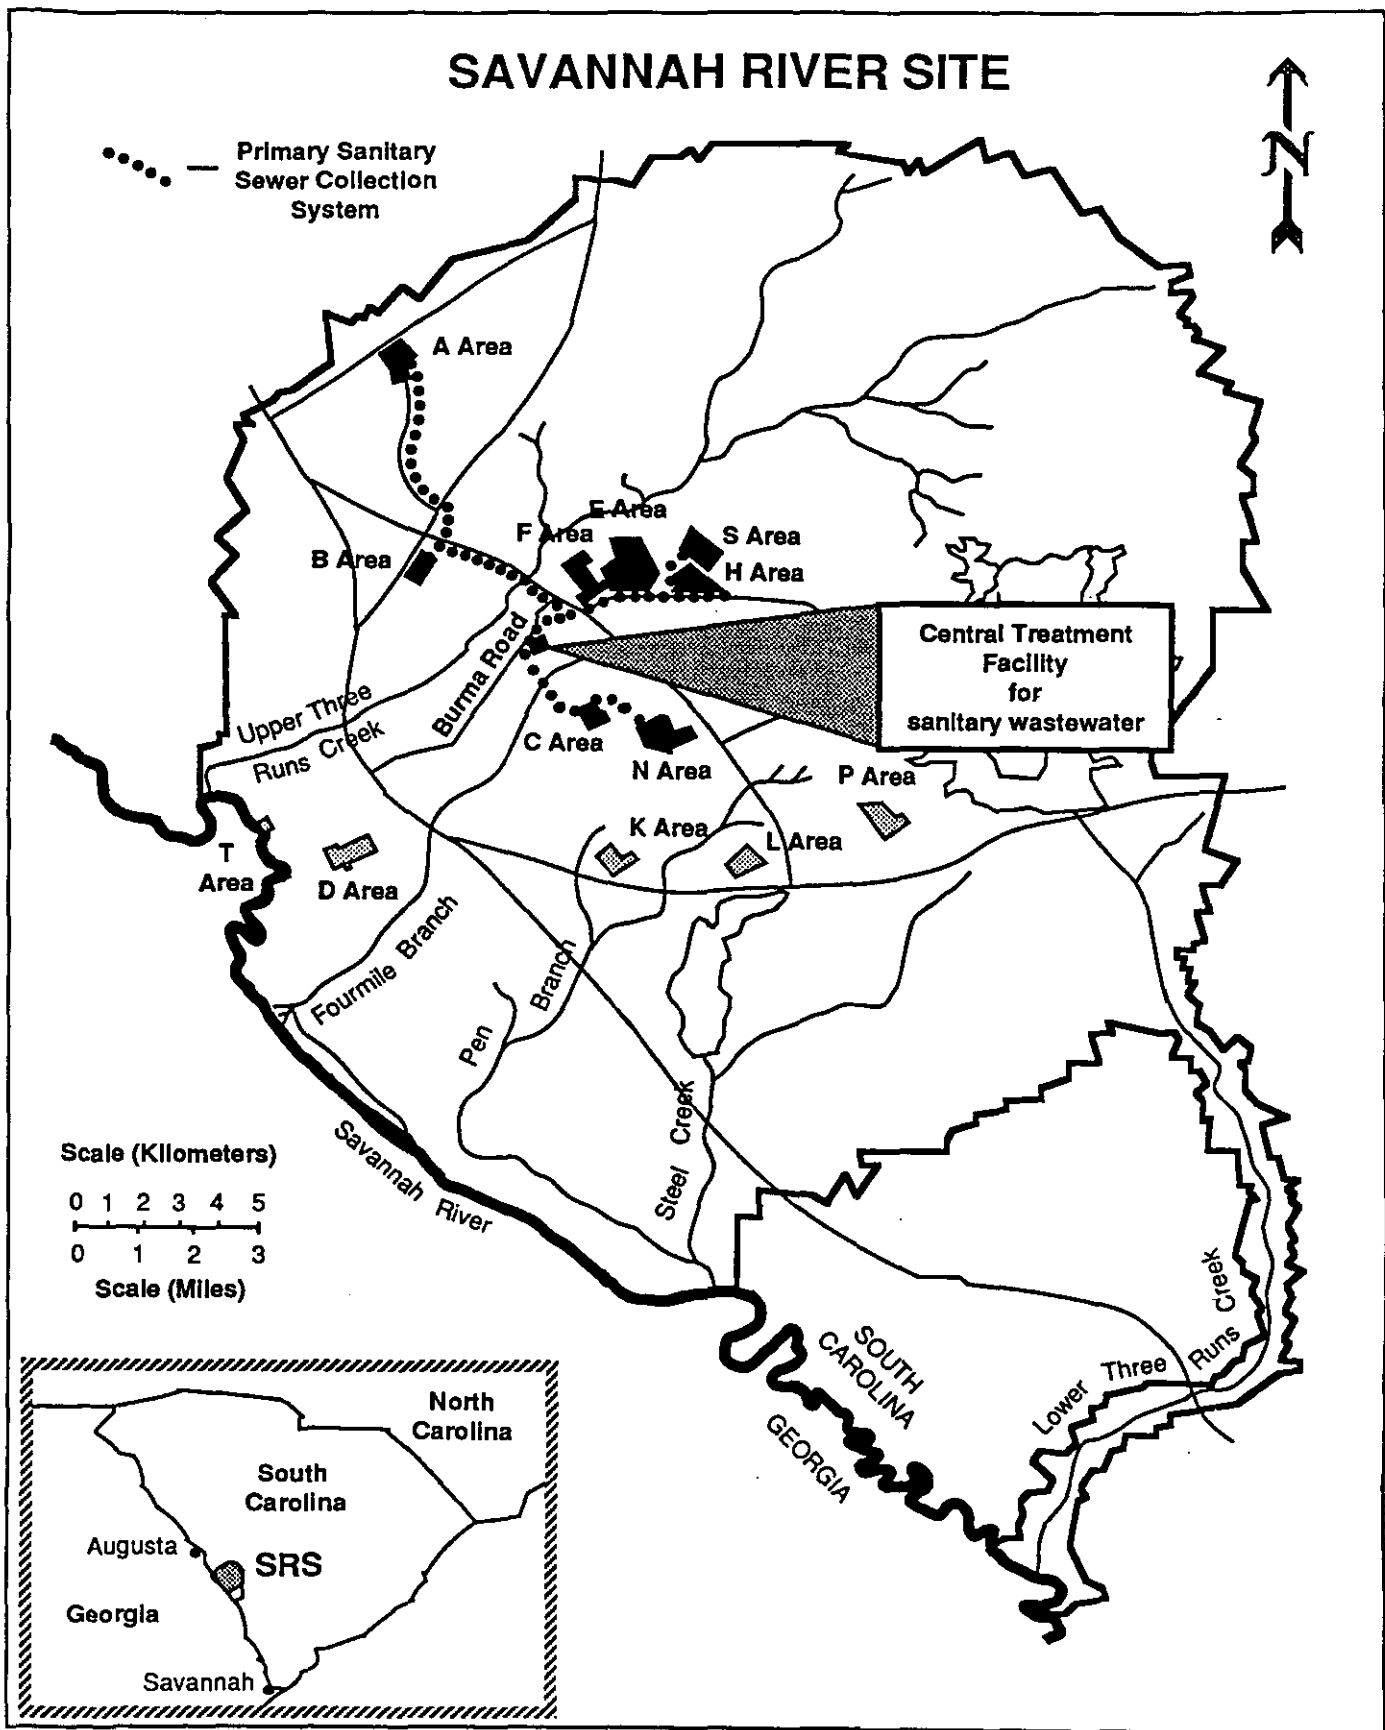 SAVANNAH RIVER SITE
N
Primary Sanitary
Sewer Collection
System
A Area
E Area
F Area
S Area
B Area
H Area
Central Treatment
Facility
for
sanitary wastewater
Burma Road
Upper Three
Runs Creek
C Area
N Area
P Area
K Area
L Area
T
Area
D Area
Fourmile Branch
Pen Branch
Steel Creek
Savannah River
Scale (Kilometers)
0 1 2 3 4 5
0 1 2 3
Scale (Miles)
SOUTH
CAROLINA
GEORGIA
Lower Three Runs Creek
North
Carolina
South
Carolina
Augusta
SRS
Georgia
Savannah